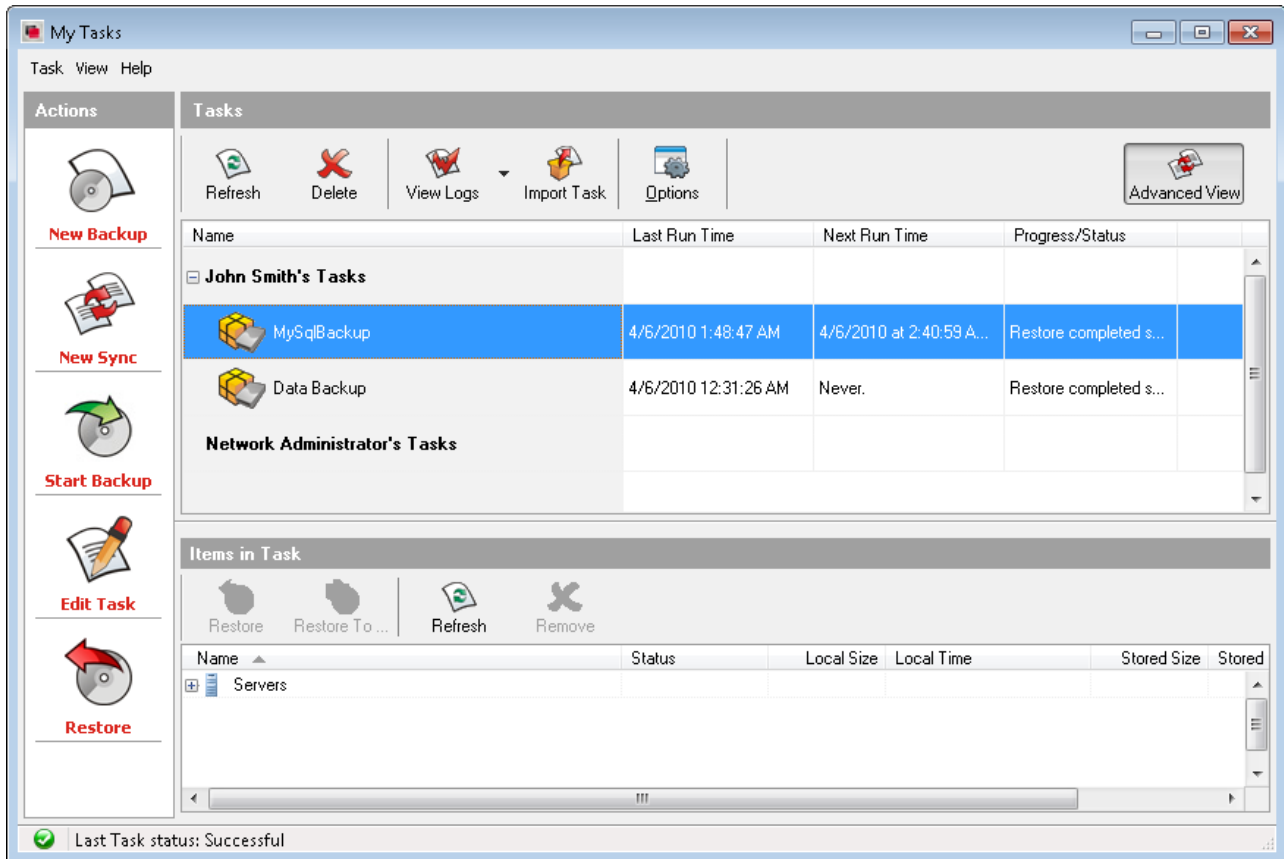 My Tasks
Task View Help
Actions
New Backup
New Sync
Start Backup
Edit Task
Restore
Tasks
Refresh Delete View Logs Import Task Options Advanced View
Name Last Run Time Next Run Time Progress/Status
John Smith's Tasks
MySqlBackup 4/6/2010 1:48:47 AM 4/6/2010 at 2:40:59 A... Restore completed s...
Data Backup 4/6/2010 12:31:26 AM Never. Restore completed s...
Network Administrator's Tasks
Items in Task
Restore Restore To ... Refresh Remove
Name Status Local Size Local Time Stored Size Stored
Servers
Last Task status: Successful